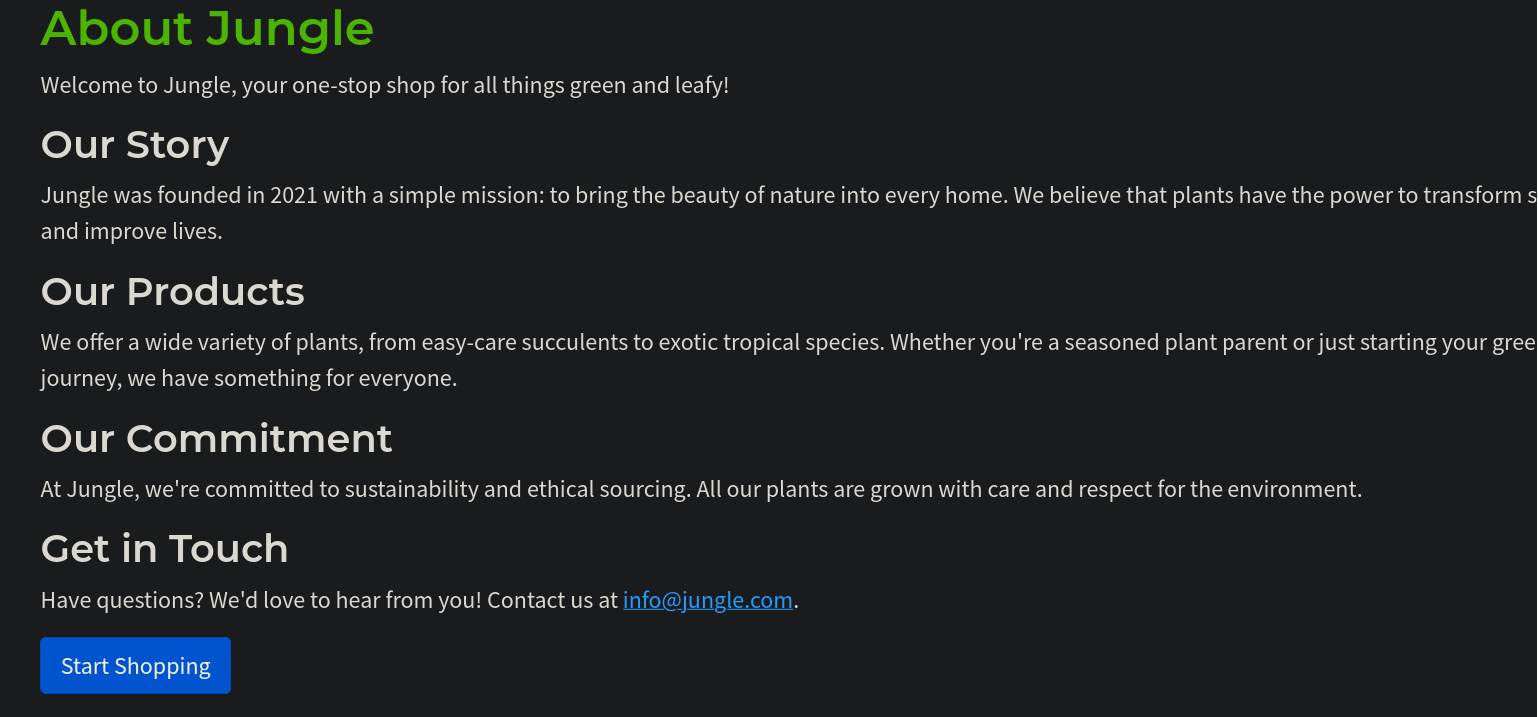 About Jungle
Welcome to Jungle, your one-stop shop for all things green and leafy!
Our Story
Jungle was founded in 2021 with a simple mission: to bring the beauty of nature into every home. We believe that plants have the power to transform
and improve lives.
Our Products
We offer a wide variety of plants, from easy-care succulents to exotic tropical species. Whether you're a seasoned plant parent or just starting your
journey, we have something for everyone.
Our Commitment
At Jungle, we're committed to sustainability and ethical sourcing. All our plants are grown with care and respect for the environment.
Get in Touch
Have questions? We'd love to hear from you! Contact us at info@jungle.com.
Start Shopping